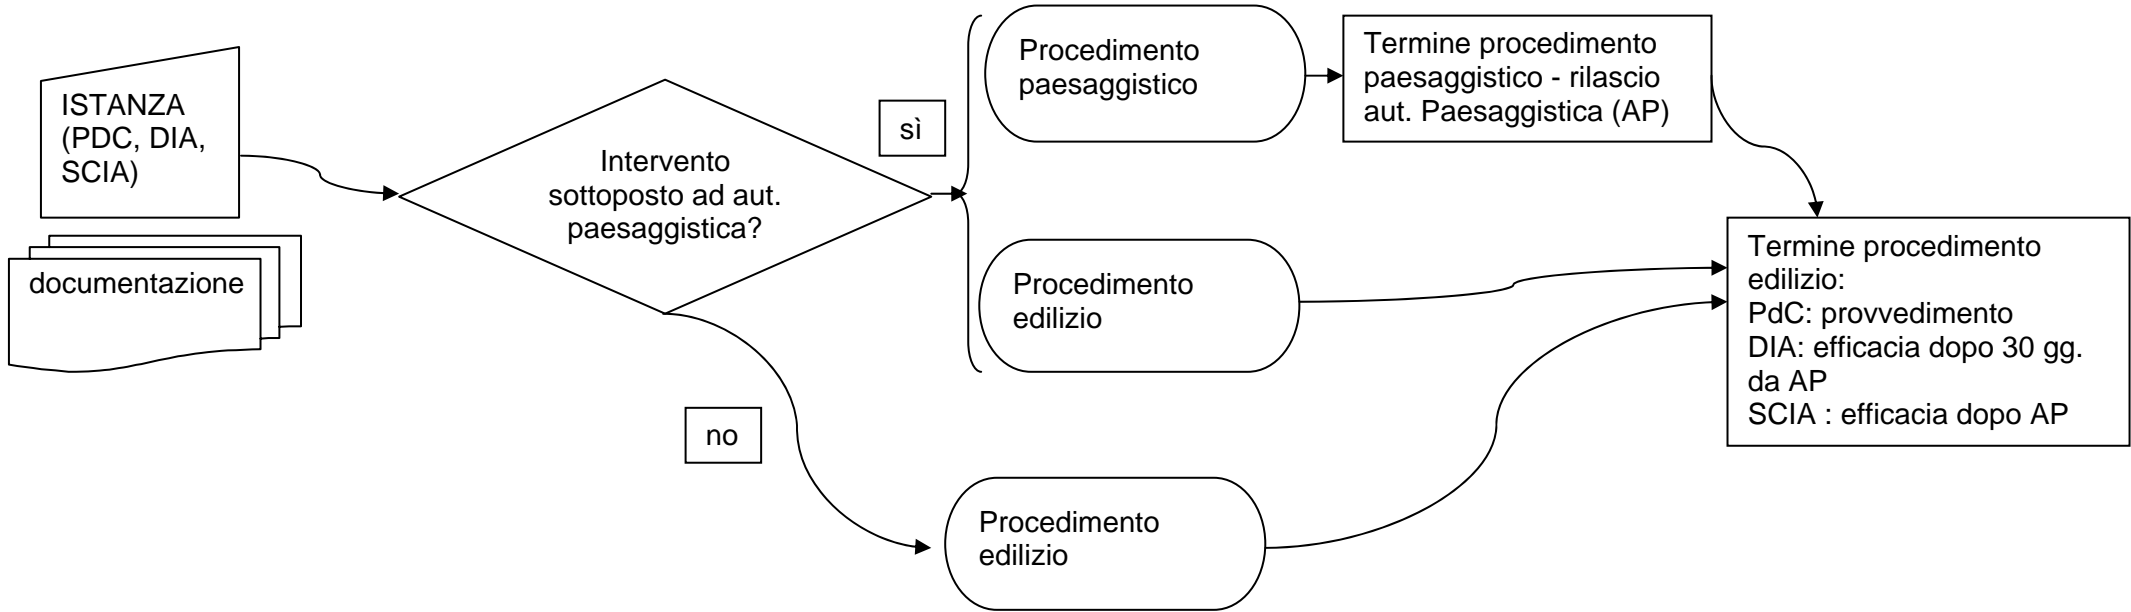 ISTANZA
(PDC, DIA,
SCIA)
documentazione
Intervento
sottoposto ad aut.
paesaggistica?
sì
no
Procedimento
paesaggistico
Termine procedimento
paesaggistico - rilascio
aut. Paesaggistica (AP)
Procedimento
edilizio
Procedimento
edilizio
Termine procedimento
edilizio:
PdC: provvedimento
DIA: efficacia dopo 30 gg.
da AP
SCIA : efficacia dopo AP